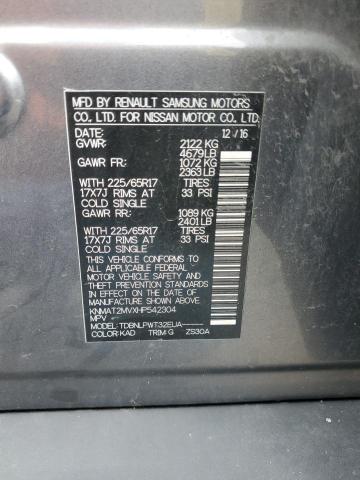 MFD BY RENAULT SAMSUNG MOTORS
CO., LTD. FOR NISSAN MOTOR CO., LTD.
DATE: 12/16
GVWR: 2122 KG
4679 LB
GAWR FR: 1072 KG
2363 LB
WITH 225/65R17 TIRES
17X7J RIMS AT 33 PSI
COLD SINGLE
GAWR RR: 1089 KG
2401 LB
WITH 225/65R17 TIRES
17X7J RIMS AT 33 PSI
COLD SINGLE
THIS VEHICLE CONFORMS TO ALL
APPLICABLE FEDERAL
MOTOR VEHICLE SAFETY AND
THEFT PREVENTION
STANDARDS IN EFFECT ON THE DATE OF
MANUFACTURE SHOWN ABOVE
KNMAT2MVXHP542304
MPV
MODEL: TDBNLPWT32EUA
COLOR: KAD TRIM G ZS30A